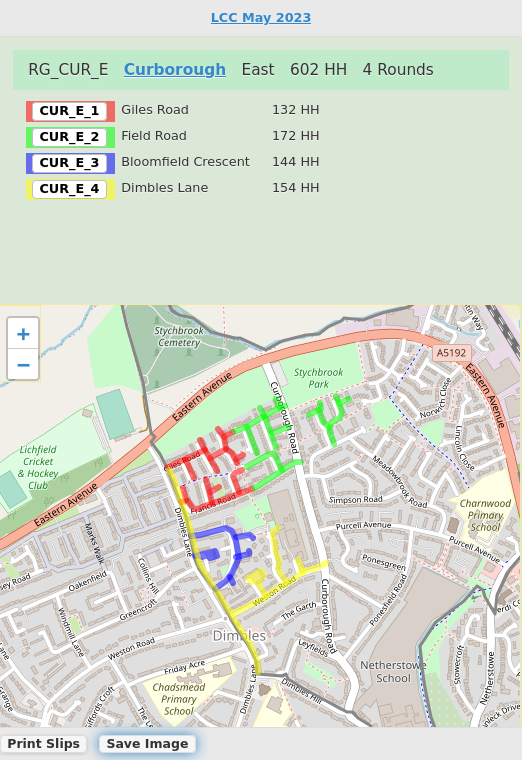 LCC May 2023
RG_CUR_E Curborough East 602 HH 4 Rounds
CUR_E_1 Giles Road 132 HH
CUR_E_2 Field Road 172 HH
CUR_E_3 Bloomfield Crescent 144 HH
CUR_E_4 Dimbles Lane 154 HH
+
−
Stychbrook
Cemetery
A5192
Eastern Avenue
Eastern Avenue
Stychbrook
Park
Curborough Road
Norwich Close
Lincoln Close
Lichfield
Cricket
& Hockey
Club
Eastern Avenue
Meadowbrook Road
Charnwood
Primary
School
Francis Road
Simpson Road
Dimbles Lane
Marks Walk
Purcell Avenue
Purcell Avenue
Collins Hill
Ponesgreen
Oakenfield
Weston Road
Ponesfield Road
Curborough Road
Greencroft
The Garth
Windmill Lane
Dimbles
Weston Road
Leyfields
Friday Acre
Netherstowe
School
Stowecroft
Netherstowe
Chadsmead
Primary
School
Dimbles Hill
Print Slips Save Image